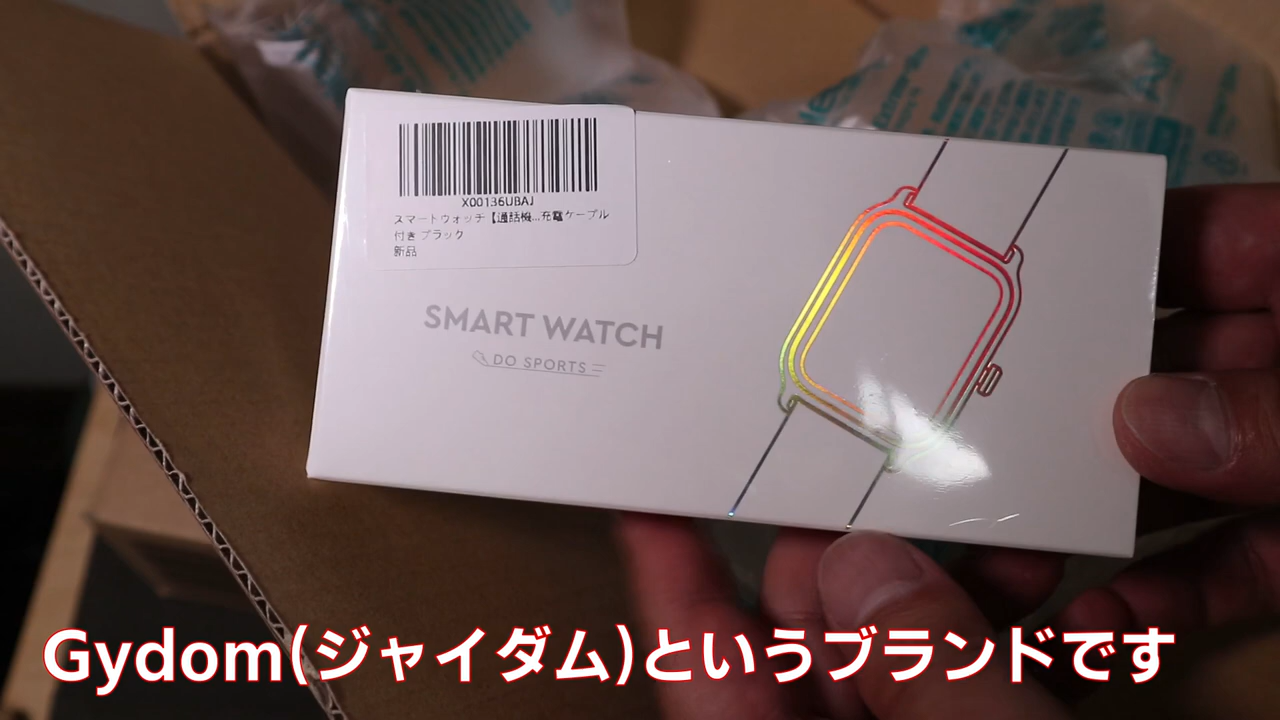 X00136UBAJ
スマートウォッチ【通話機...充電ケーブル
付き ブラック
新品
SMART WATCH
DO SPORTS
Gydom(ジャイダム)というブランドです